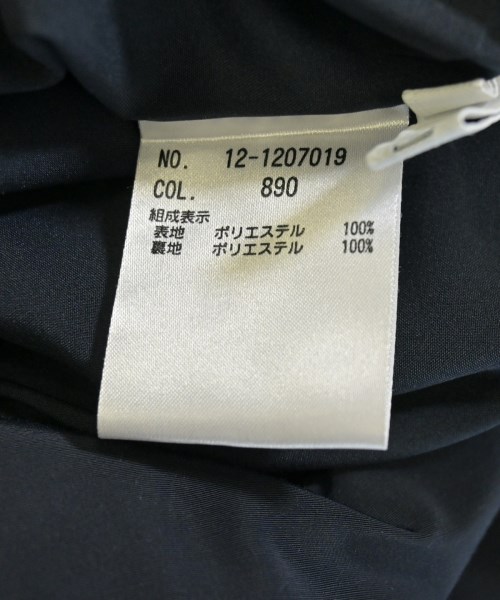 NO. 12-1207019
COL. 890
組成表示
表地 ポリエステル 100%
裏地 ポリエステル 100%